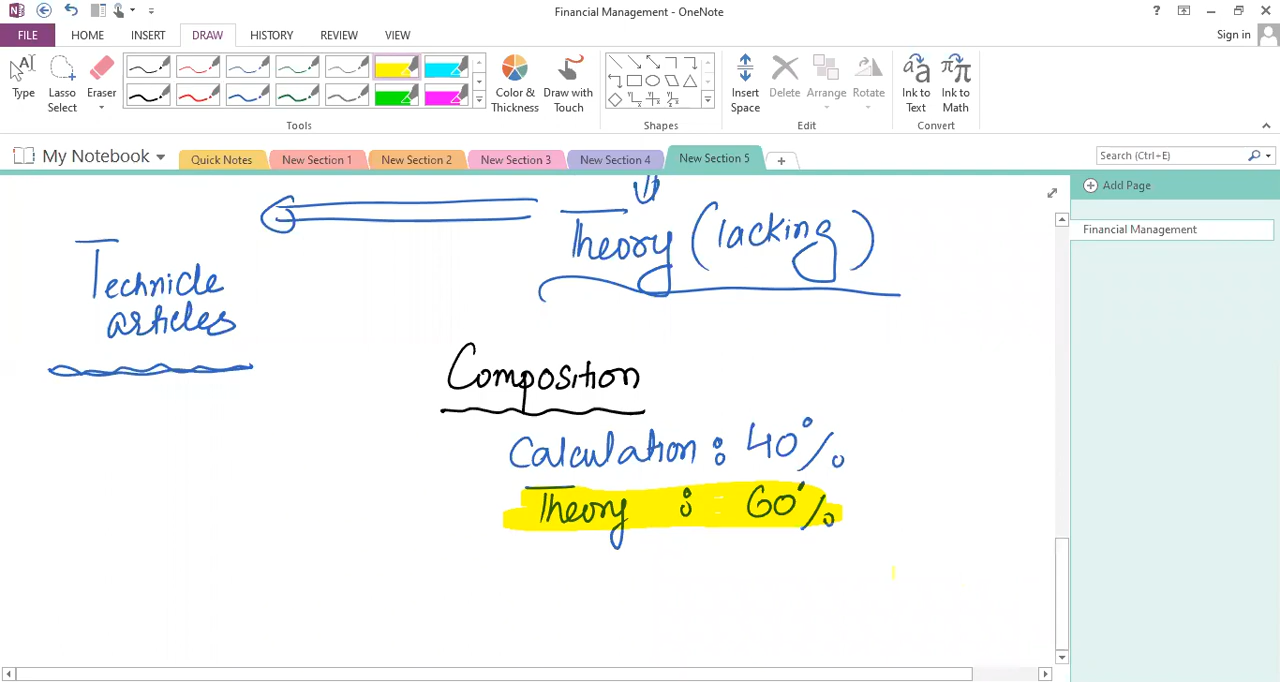 Financial Management - OneNote
Sign in
FILE HOME INSERT DRAW HISTORY REVIEW VIEW
Type
Lasso Select
Eraser
Color & Thickness
Draw with Touch
Insert Space
Delete
Arrange
Rotate
Ink to Text
Ink to Math
Tools
Shapes
Edit
Convert
My Notebook
Quick Notes
New Section 1
New Section 2
New Section 3
New Section 4
New Section 5
Search (Ctrl+E)
Add Page
Financial Management
Theory (lacking)
Technicle
articles
Composition
Calculation : 40%
Theory : 60%